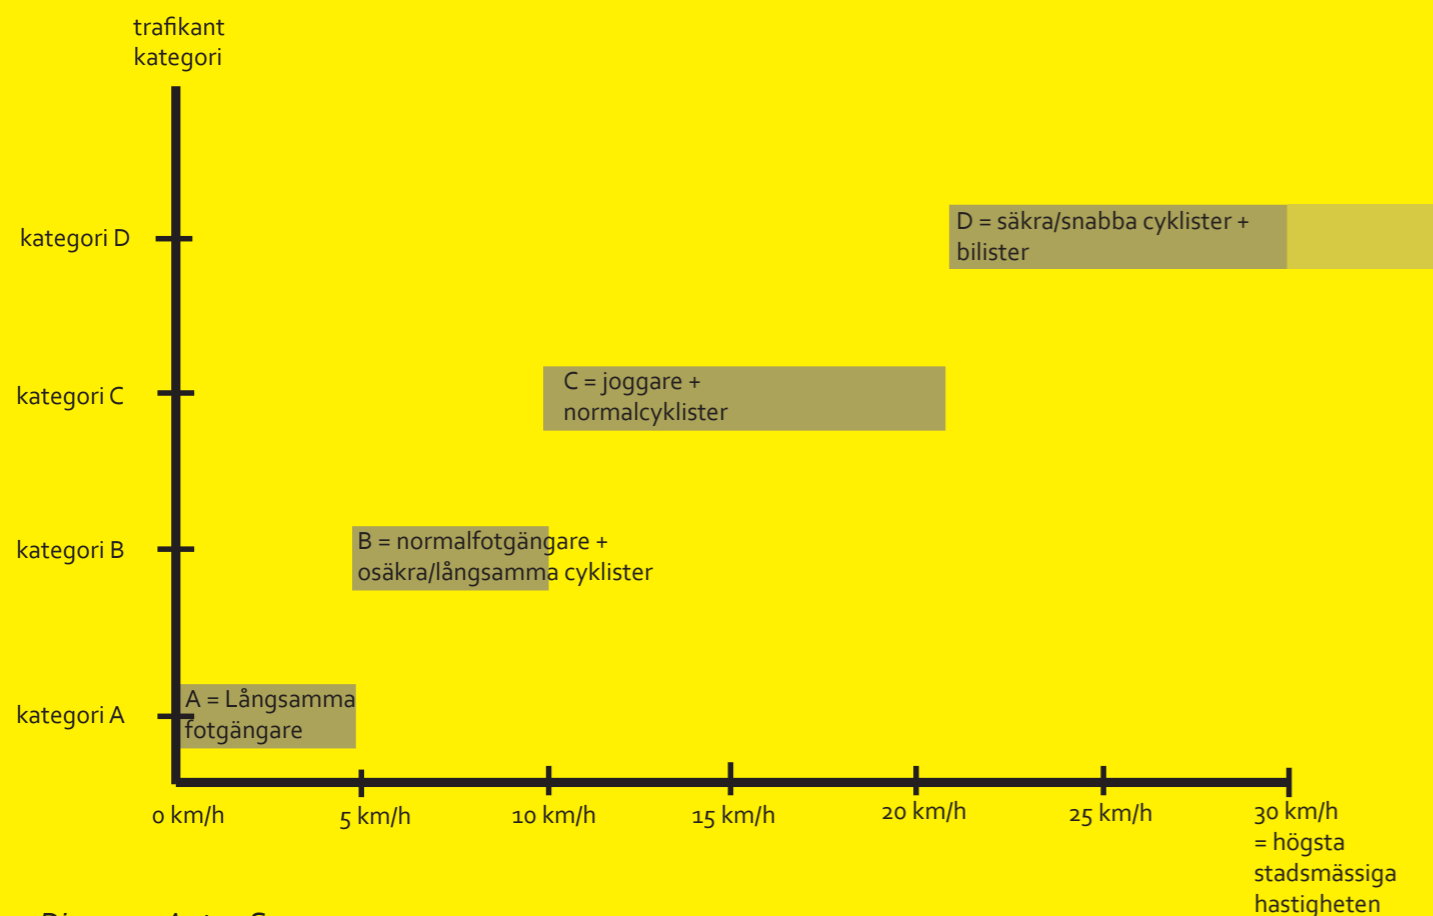 trafikant
kategori
kategori D
D = säkra/snabba cyklister +
bilister
kategori C
C = joggare +
normalcyklister
kategori B
B = normalfotgängare +
osäkra/långsamma cyklister
kategori A
A = Långsamma
fotgängare
0 km/h
5 km/h
10 km/h
15 km/h
20 km/h
25 km/h
30 km/h
= högsta
stadsmässiga
hastigheten